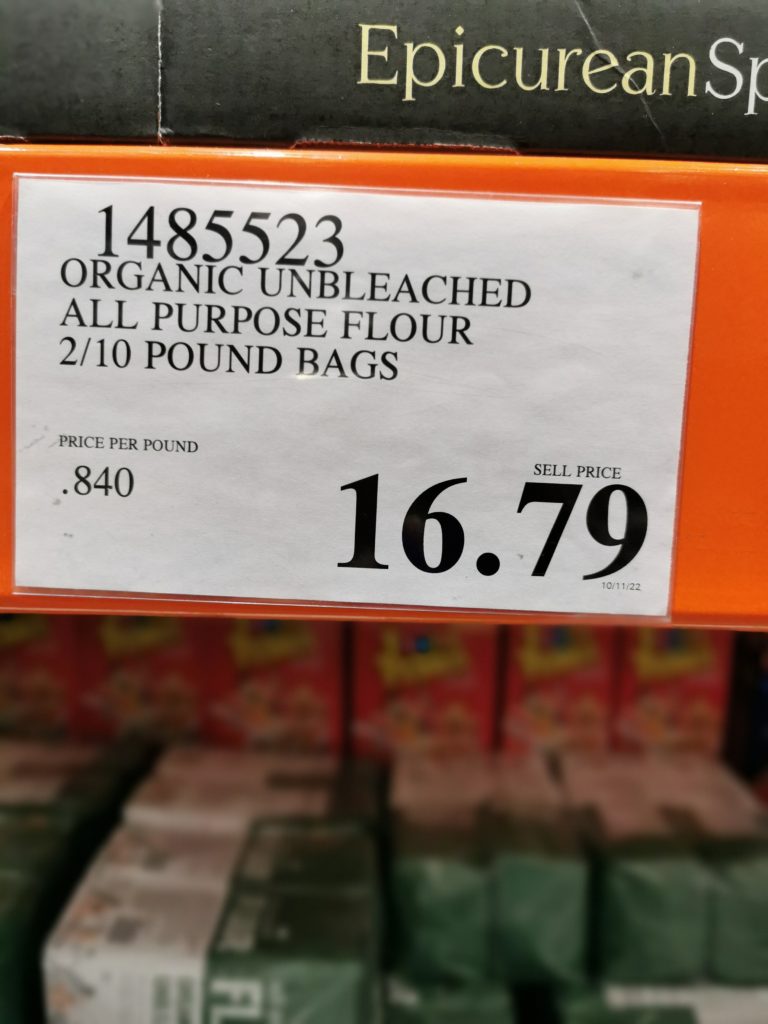 EpicureanSp
1485523
ORGANIC UNBLEACHED
ALL PURPOSE FLOUR
2/10 POUND BAGS
PRICE PER POUND
.840
SELL PRICE
16.79
10/11/22